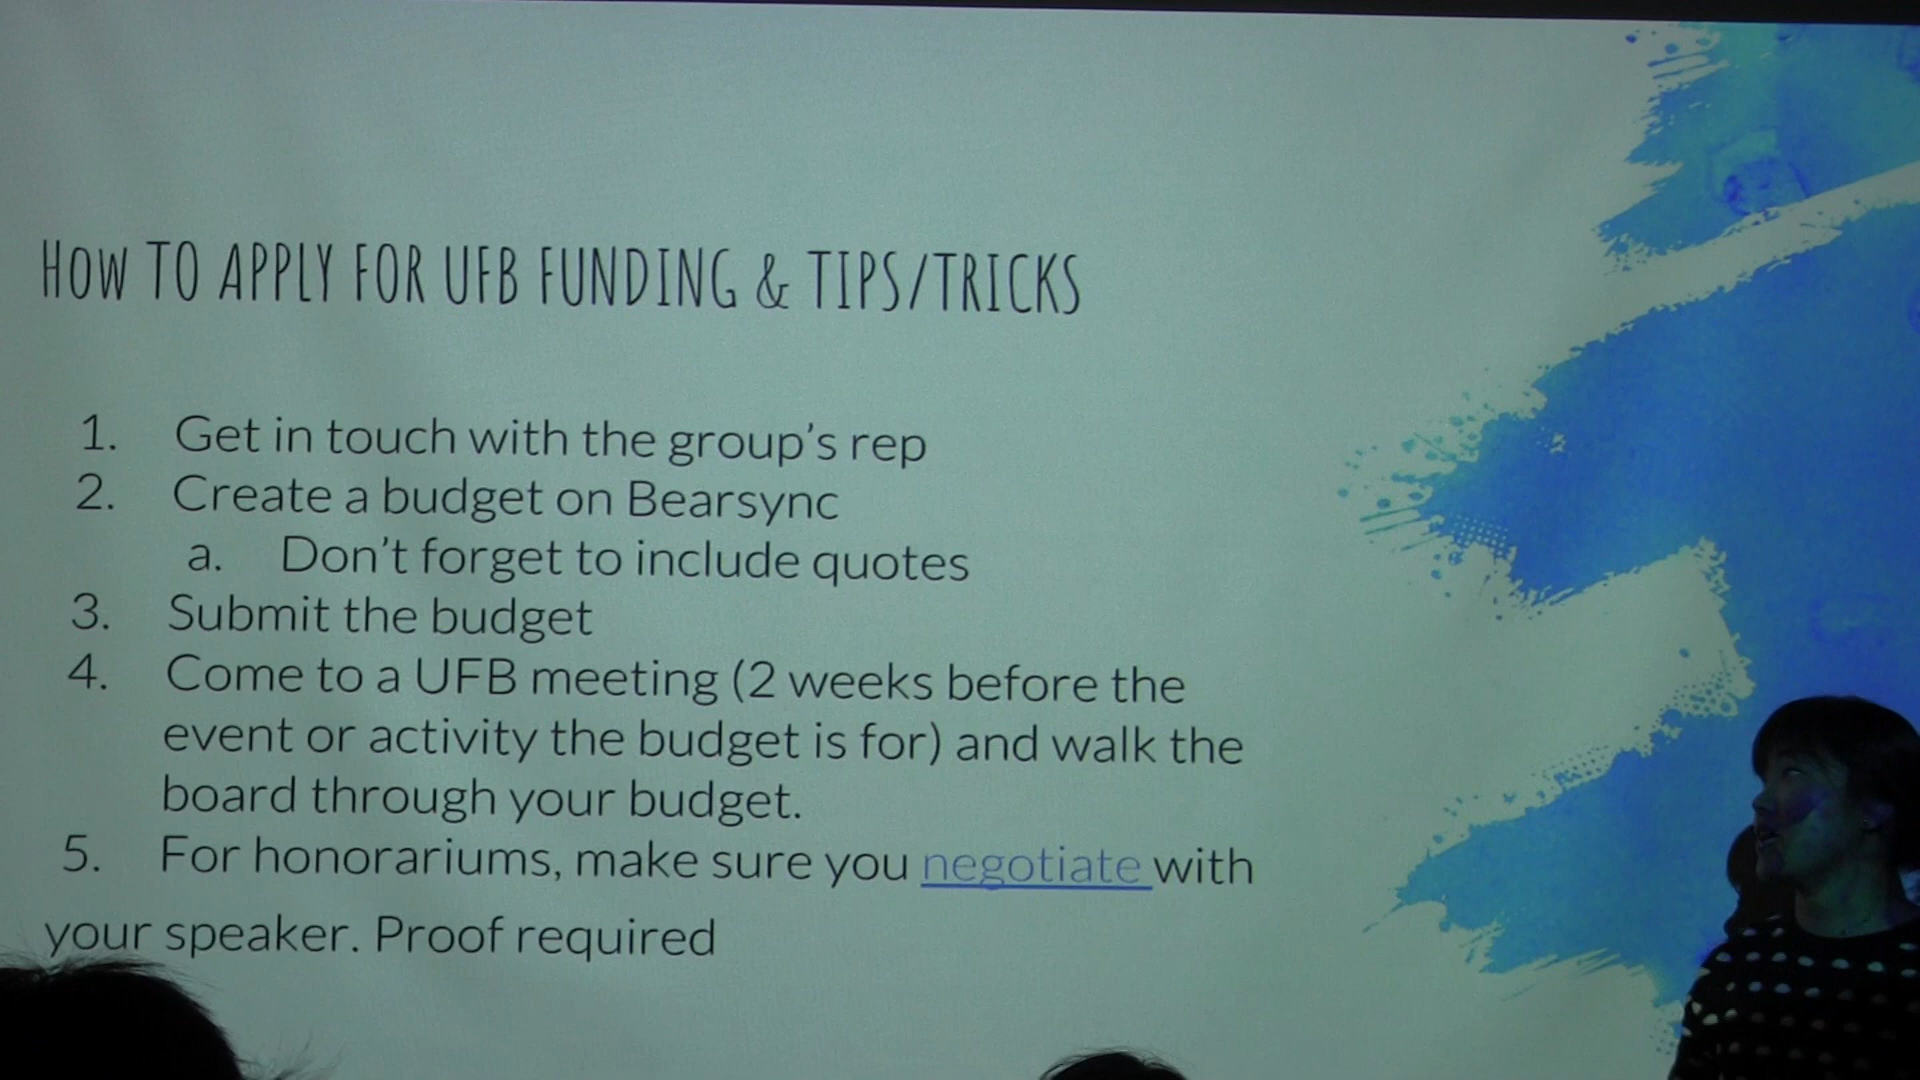 How to apply for UFB funding & tips/tricks
1. Get in touch with the group's rep
2. Create a budget on Bearsync
a. Don't forget to include quotes
3. Submit the budget
4. Come to a UFB meeting (2 weeks before the
event or activity the budget is for) and walk the
board through your budget.
5. For honorariums, make sure you negotiate with
your speaker. Proof required